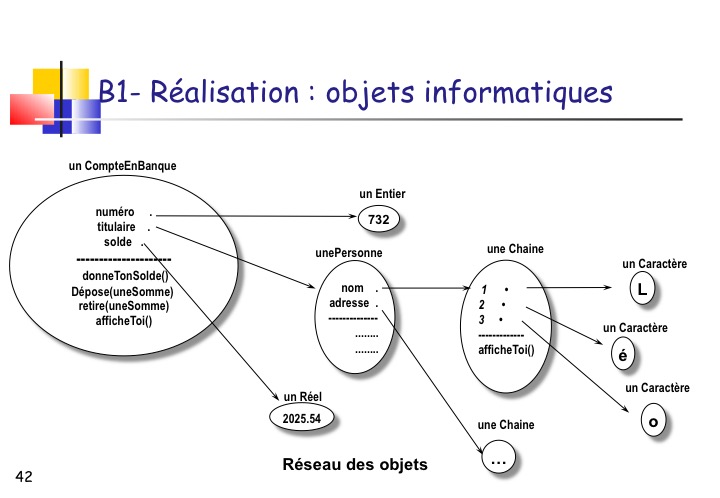 B1- Réalisation : objets informatiques
un CompteEnBanque
numéro .
titulaire .
solde .
---------------------
donneTonSolde()
Dépose(uneSomme)
retire(uneSomme)
afficheToi()
un Entier
732
unePersonne
nom .
adresse .
--------------
........
........
une Chaine
1 •
2 •
3 •
-------------
afficheToi()
un Caractère
L
un Caractère
é
un Caractère
o
un Réel
2025.54
une Chaine
...
Réseau des objets
42